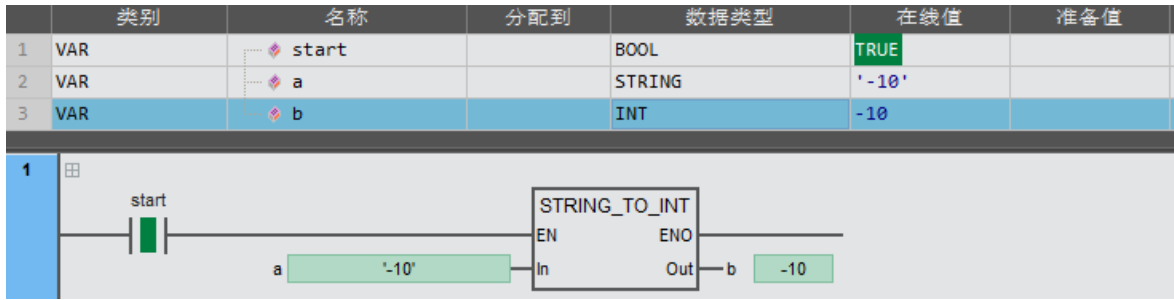 类别 名称 分配到 数据类型 在线值 准备值
1 VAR start BOOL TRUE
2 VAR a STRING '-10'
3 VAR b INT -10
1
start
STRING_TO_INT
EN ENO
a '-10' In Out b -10